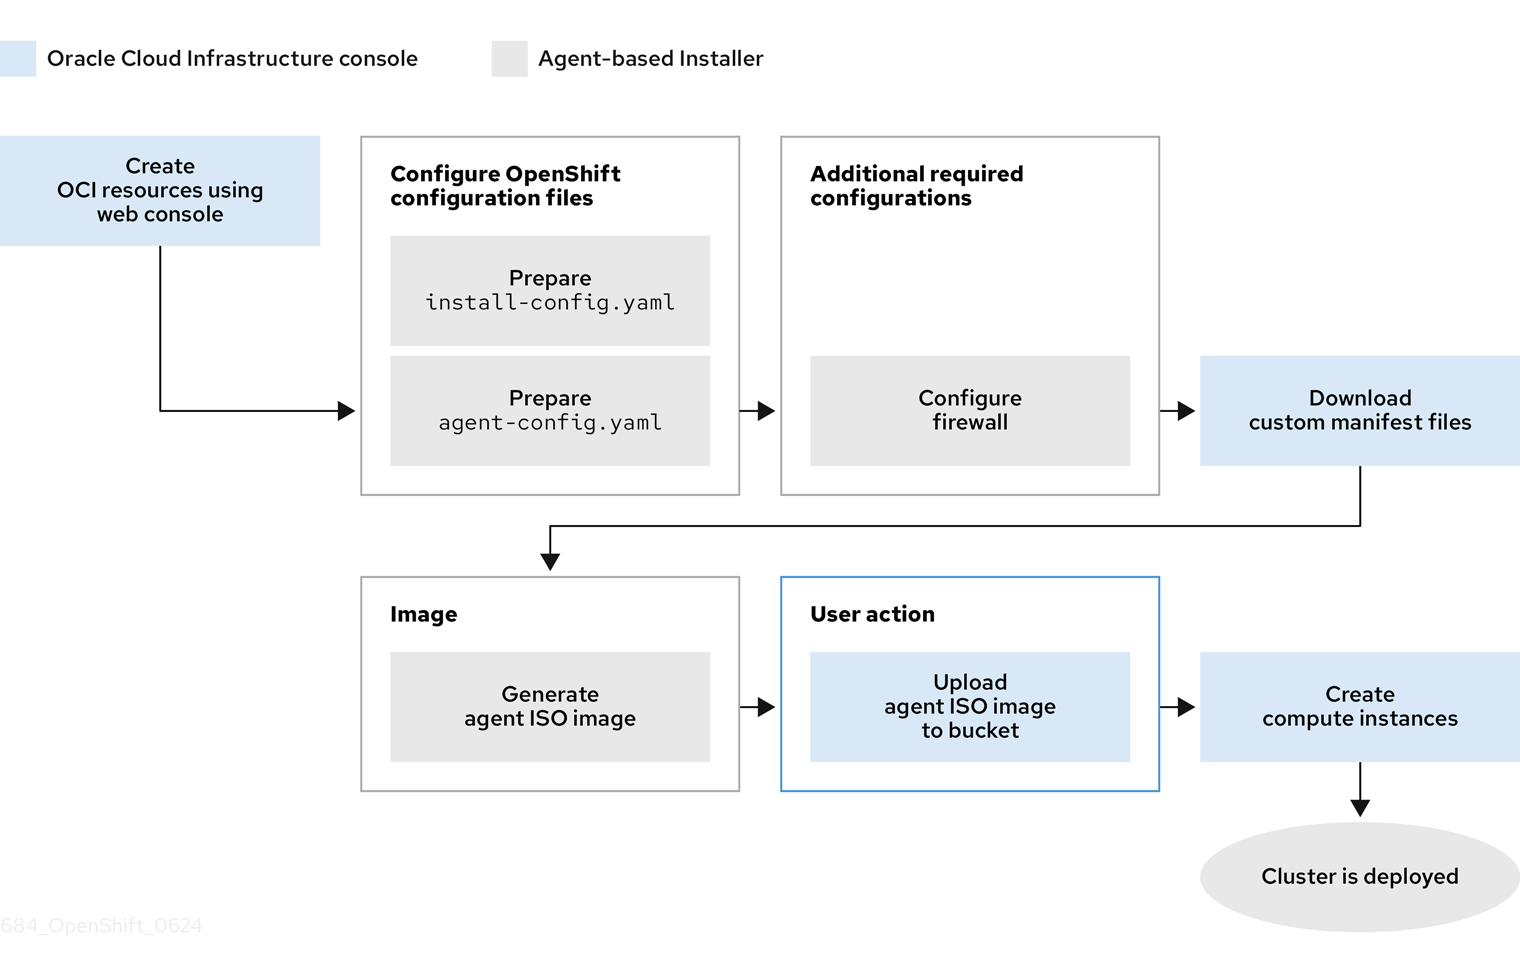 Oracle Cloud Infrastructure console
Agent-based Installer
Create
OCI resources using
web console
Configure OpenShift
configuration files
Prepare
install-config.yaml
Prepare
agent-config.yaml
Additional required
configurations
Configure
firewall
Download
custom manifest files
Image
Generate
agent ISO image
User action
Upload
agent ISO image
to bucket
Create
compute instances
Cluster is deployed
684_OpenShift_0624